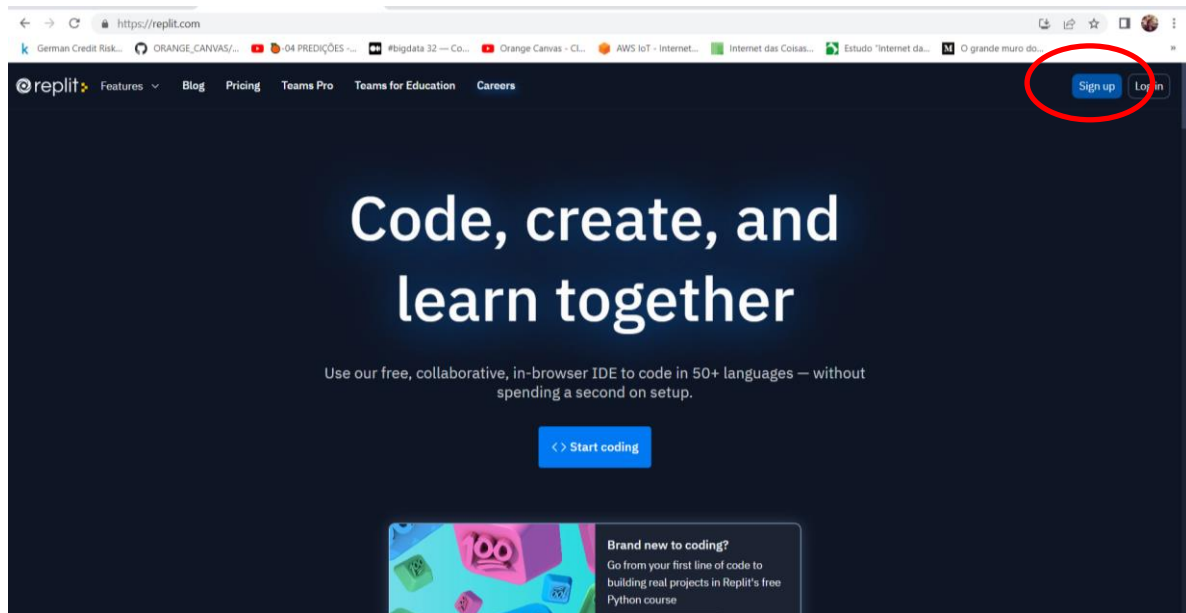 https://replit.com
German Credit Risk... ORANGE_CANVAS/... -04 PREDIÇÕES -... #bigdata 32 — Co... Orange Canvas - Cl... AWS IoT - Internet... Internet das Coisas... Estudo "Internet da... O grande muro do... »
replit Features Blog Pricing Teams Pro Teams for Education Careers Sign up Log in
Code, create, and
learn together
Use our free, collaborative, in-browser IDE to code in 50+ languages — without
spending a second on setup.
<> Start coding
100
Brand new to coding?
Go from your first line of code to
building real projects in Replit's free
Python course